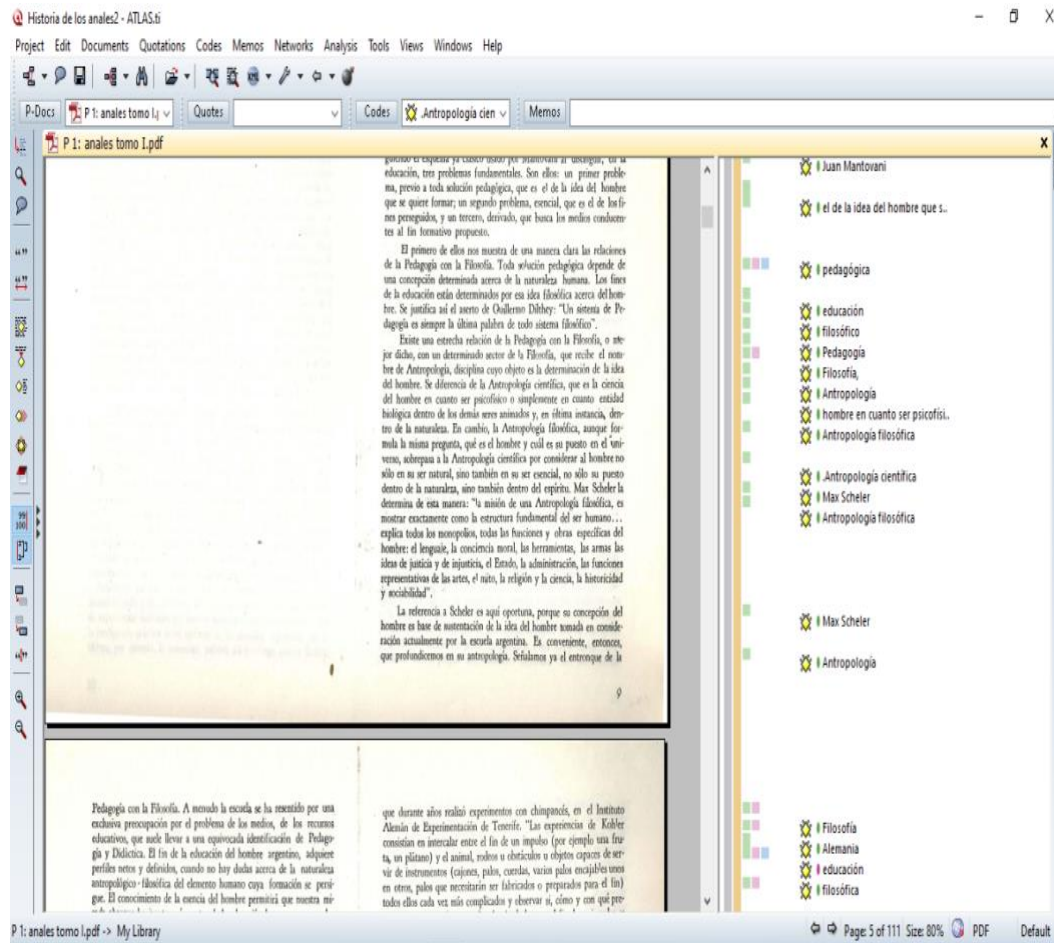 Historia de los anales2 - ATLAS.ti
Project Edit Documents Quotations Codes Memos Networks Analysis Tools Views Windows Help
P-Docs P 1: anales tomo I.p Quotes Codes .Antropología cien Memos
P 1: anales tomo I.pdf
educación, tres problemas fundamentales. Son ellos: un primer proble-
ma, previo a toda solución pedagógica, que es el de la idea del hombre
que se quiere formar; un segundo problema, esencial, que es el de los fi-
nes perseguidos, y un tercero, derivado, que busca los medios conducen-
tes al fin formativo propuesto.
El primero de ellos nos muestra de una manera clara las relaciones
de la Pedagogía con la Filosofía. Toda solución pedagógica depende de
una concepción determinada acerca de la naturaleza humana. Los fines
de la educación están determinados por esa idea filosófica acerca del hom-
bre. Se justifica así el aserto de Guillermo Dilthey: "Un sistema de Pe-
dagogía es siempre la última palabra de todo sistema filosófico".
Existe una estrecha relación de la Pedagogía con la Filosofía, o me-
jor dicho, con un determinado sector de la Filosofía, que recibe el nom-
bre de Antropología, disciplina cuyo objeto es la determinación de la idea
del hombre. Se diferencia de la Antropología científica, que es la ciencia
del hombre en cuanto ser psicofísico o simplemente en cuanto entidad
biológica dentro de los demás seres animados y, en última instancia, den-
tro de la naturaleza. En cambio, la Antropología filosófica, aunque for-
mula la misma pregunta, qué es el hombre y cuál es su puesto en el uni-
verso, sobrepasa a la Antropología científica por considerar al hombre no
sólo en su ser natural, sino también en su ser esencial, no sólo su puesto
dentro de la naturaleza, sino también dentro del espíritu. Max Scheler la
determina de esta manera: "la misión de una Antropología filosófica, es
mostrar exactamente como la estructura fundamental del ser humano...
explica todos los monopolios, todas las funciones y obras específicas del
hombre: el lenguaje, la conciencia moral, las herramientas, las armas las
ideas de justicia y de injusticia, el Estado, la administración, las funciones
representativas de las artes, el mito, la religión y la ciencia, la historicidad
y sociabilidad".
La referencia a Scheler es aquí oportuna, porque su concepción del
hombre es base de sustentación de la idea del hombre tomada en conside-
ración actualmente por la escuela argentina. Es conveniente, entonces,
que profundicemos en su antropología. Señalamos ya el entronque de la
9
Pedagogía con la Filosofía. A menudo la escuela se ha resentido por una
exclusiva preocupación por el problema de los medios, de los recursos
educativos, que suele llevar a una equivocada identificación de Pedago-
gía y Didáctica. El fin de la educación del hombre argentino, adquiere
perfiles netos y definidos, cuando no hay dudas acerca de la naturaleza
antropológico-filosófica del elemento humano cuya formación se persi-
gue. El conocimiento de la esencia del hombre permitirá que nuestra mi-
que durante años realizó experimentos con chimpancés, en el Instituto
Alemán de Experimentación de Tenerife. "Las experiencias de Kohler
consistían en intercalar entre el fin de un impulso (por ejemplo una fru-
ta, un plátano) y el animal, rodeos u obstáculos u objetos capaces de ser-
vir de instrumentos (cajones, palos, cuerdas, varios palos encajables unos
en otros, palos que necesitarán ser fabricados o preparados para el fin)
todos ellos cada vez más complicados y observar si, cómo y con qué pre-
Juan Mantovani
el de la idea del hombre que s..
pedagógica
educación
filosófico
Pedagogía
Filosofía,
Antropología
hombre en cuanto ser psicofísi..
Antropología filosófica
.Antropología científica
Max Scheler
Antropología filosófica
Max Scheler
Antropología
Filosofía
Alemania
educación
filosófica
P 1: anales tomo I.pdf -> My Library Page: 5 of 111 Size: 80% PDF Default